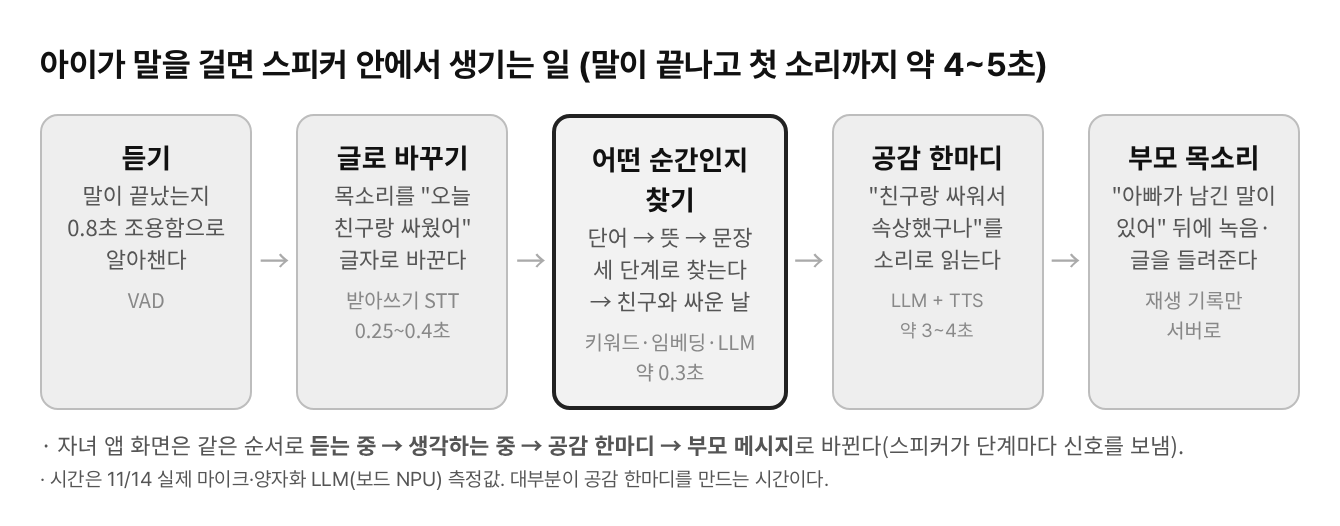 아이가 말을 걸면 스피커 안에서 생기는 일 (말이 끝나고 첫 소리까지 약 4~5초)
듣기
말이 끝났는지
0.8초 조용함으로
알아챈다
VAD
→
글로 바꾸기
목소리를 "오늘
친구랑 싸웠어"
글자로 바꾼다
받아쓰기 STT
0.25~0.4초
→
어떤 순간인지
찾기
단어 → 뜻 → 문장
세 단계로 찾는다
→ 친구와 싸운 날
키워드·임베딩·LLM
약 0.3초
→
공감 한마디
"친구랑 싸워서
속상했구나"를
소리로 읽는다
LLM + TTS
약 3~4초
→
부모 목소리
"아빠가 남긴 말이
있어" 뒤에 녹음·
글을 들려준다
재생 기록만
서버로
· 자녀 앱 화면은 같은 순서로 듣는 중 → 생각하는 중 → 공감 한마디 → 부모 메시지로 바뀐다(스피커가 단계마다 신호를 보냄).
· 시간은 11/14 실제 마이크·양자화 LLM(보드 NPU) 측정값. 대부분이 공감 한마디를 만드는 시간이다.